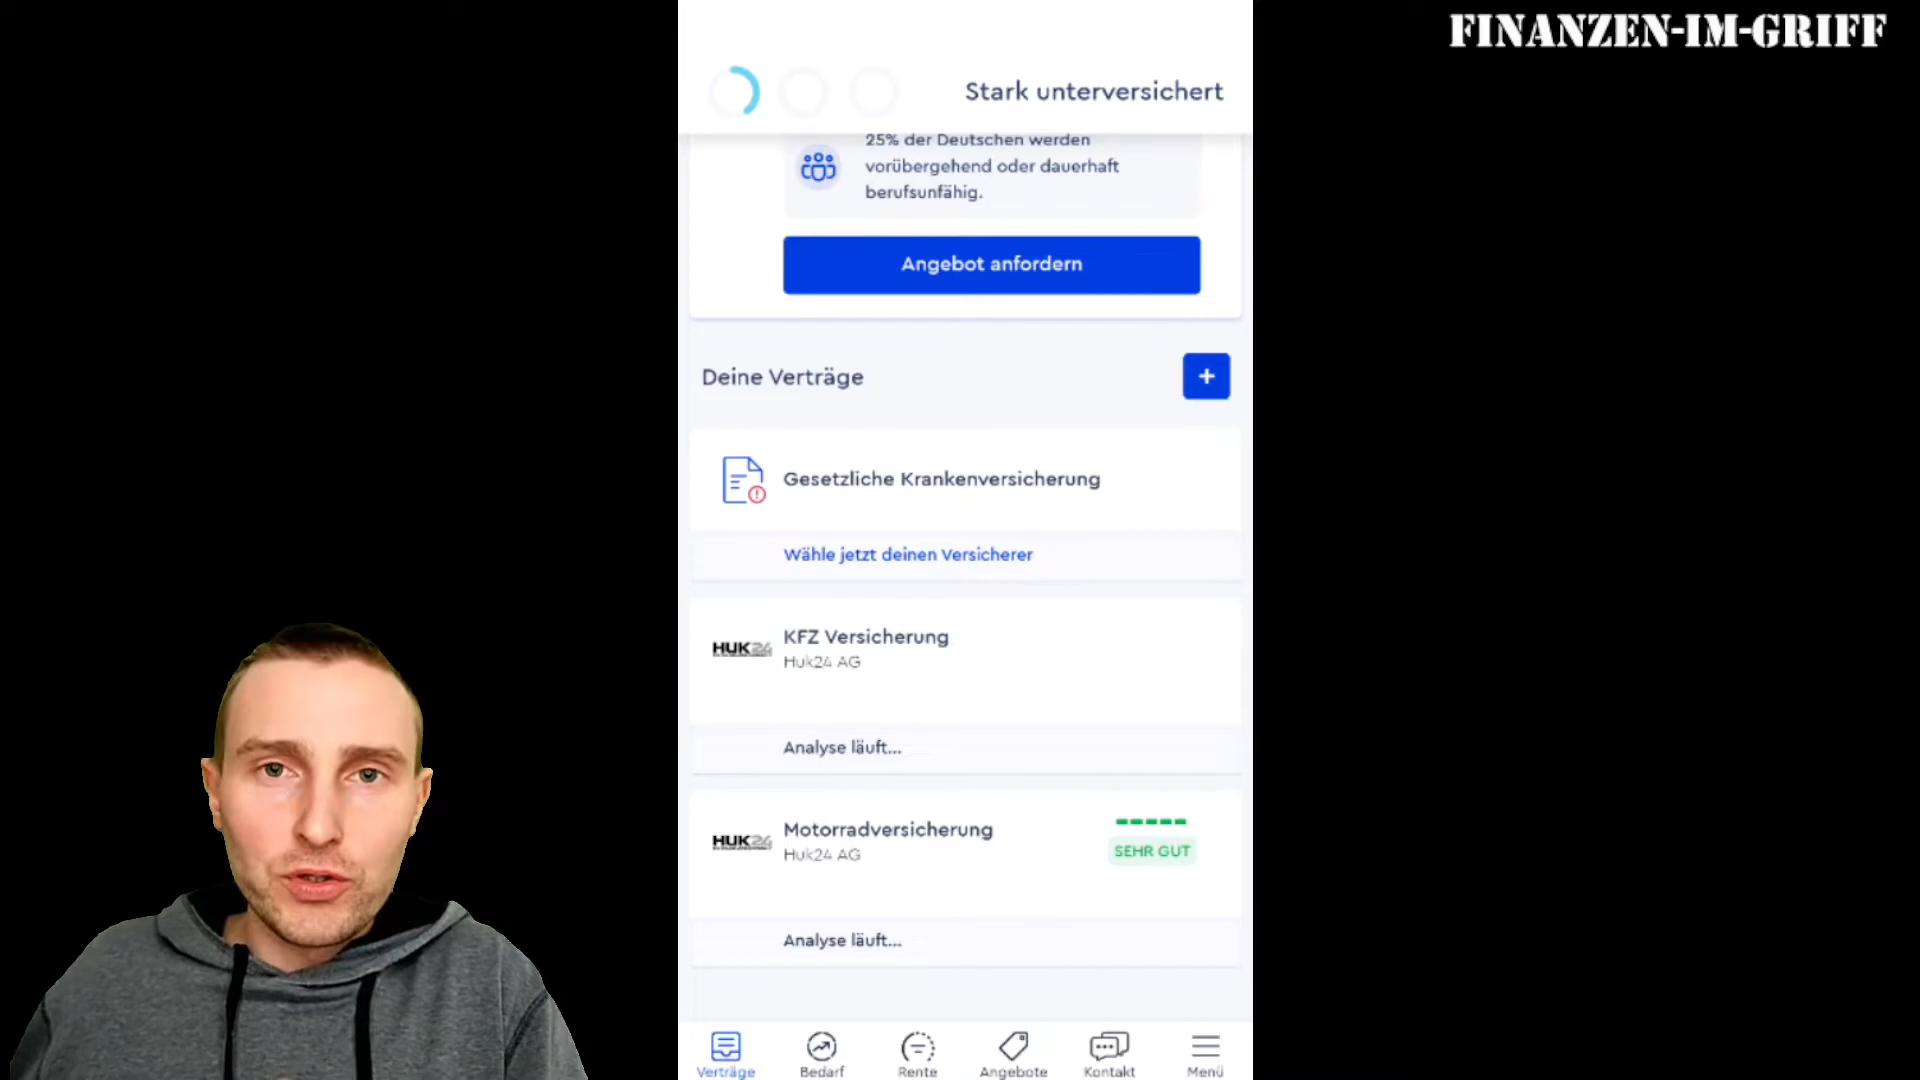 FINANZEN-IM-GRIFF
Stark unterversichert
25% der Deutschen werden
vorübergehend oder dauerhaft
berufsunfähig.
Angebot anfordern
Deine Verträge
+
Gesetzliche Krankenversicherung
Wähle jetzt deinen Versicherer
HUK24
KFZ Versicherung
Huk24 AG
Analyse läuft...
HUK24
Motorradversicherung
Huk24 AG
SEHR GUT
Analyse läuft...
Verträge
Bedarf
Rente
Angebote
Kontakt
Menü